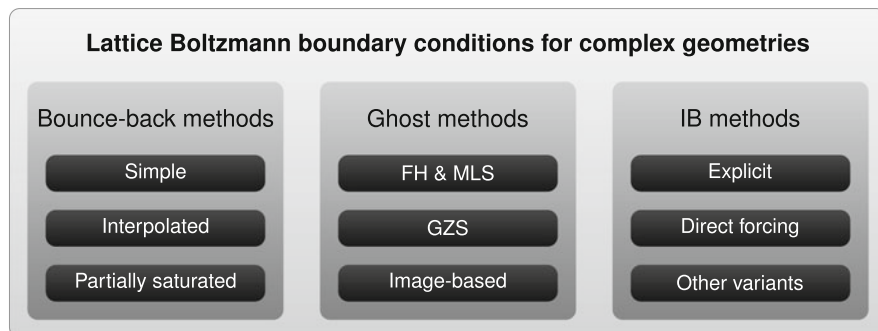 Lattice Boltzmann boundary conditions for complex geometries
Bounce-back methods
Simple
Interpolated
Partially saturated
Ghost methods
FH & MLS
GZS
Image-based
IB methods
Explicit
Direct forcing
Other variants